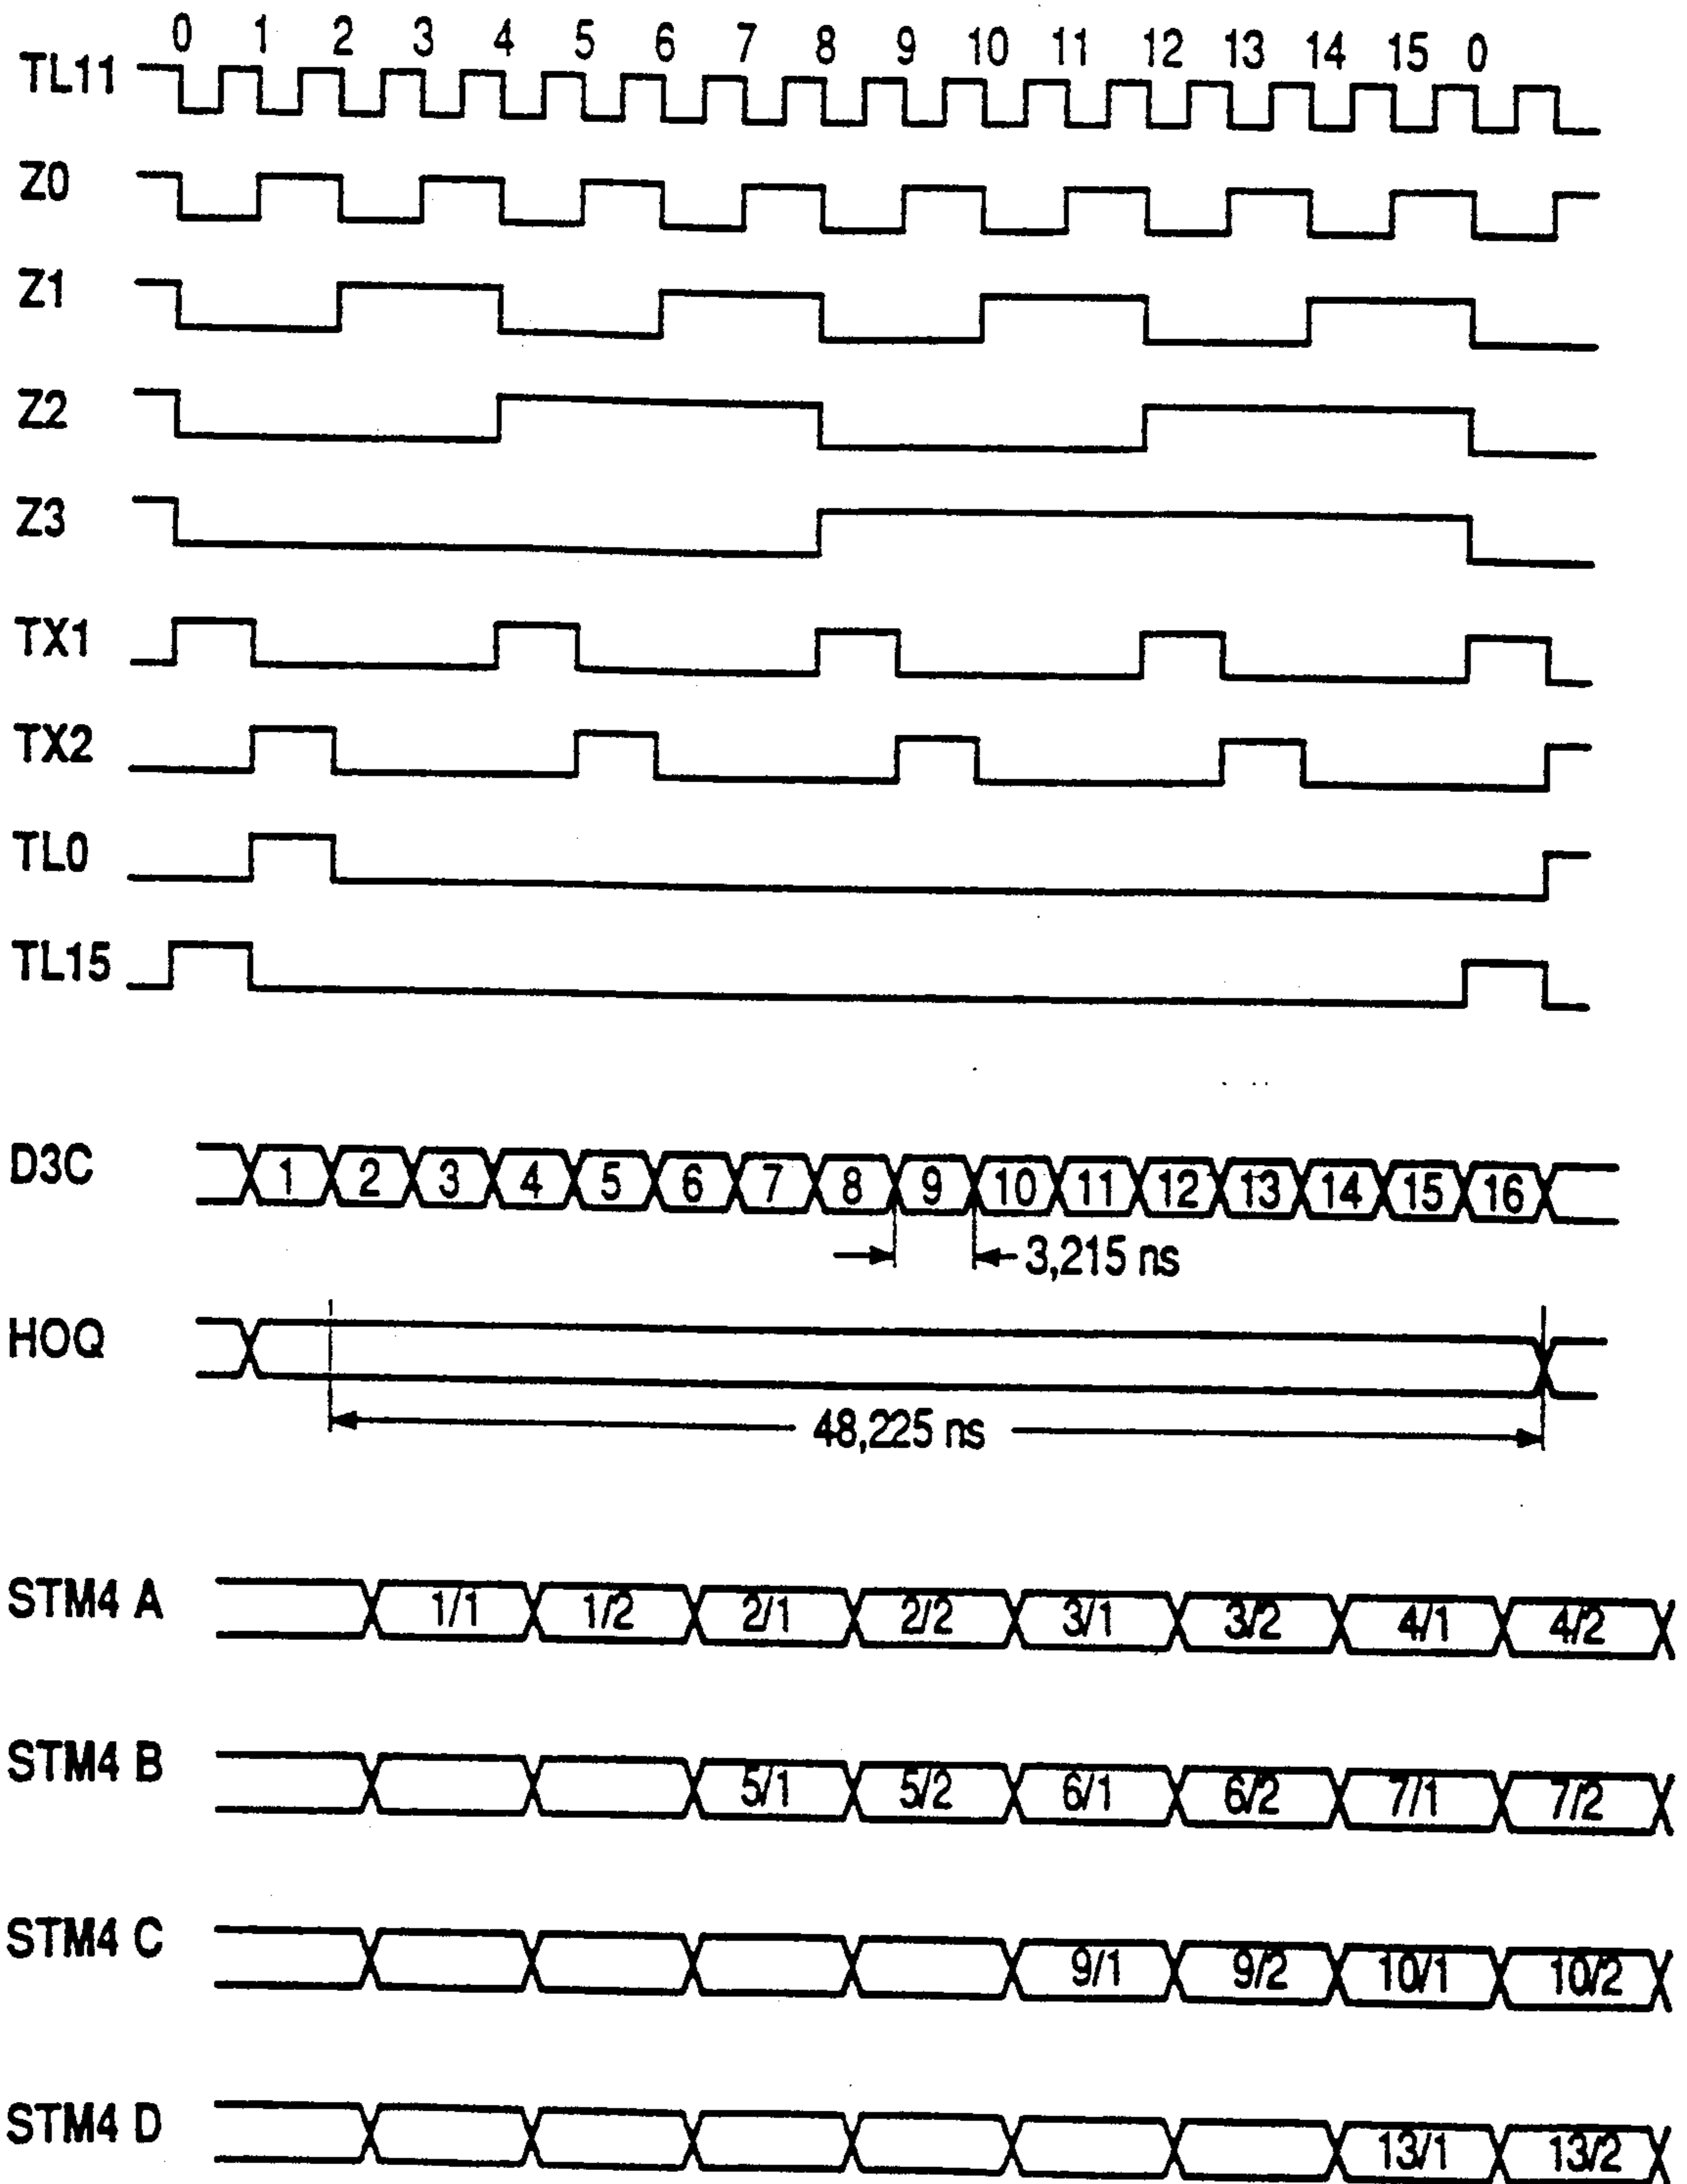 0 1 2 3 4 5 6 7 8 9 10 11 12 13 14 15 0
TL11
Z0
Z1
Z2
Z3
TX1
TX2
TL0
TL15
D3C 1 2 3 4 5 6 7 8 9 10 11 12 13 14 15 16
3,215 ns
HOQ
48,225 ns
STM4 A 1/1 1/2 2/1 2/2 3/1 3/2 4/1 4/2
STM4 B 5/1 5/2 6/1 6/2 7/1 7/2
STM4 C 9/1 9/2 10/1 10/2
STM4 D 13/1 13/2